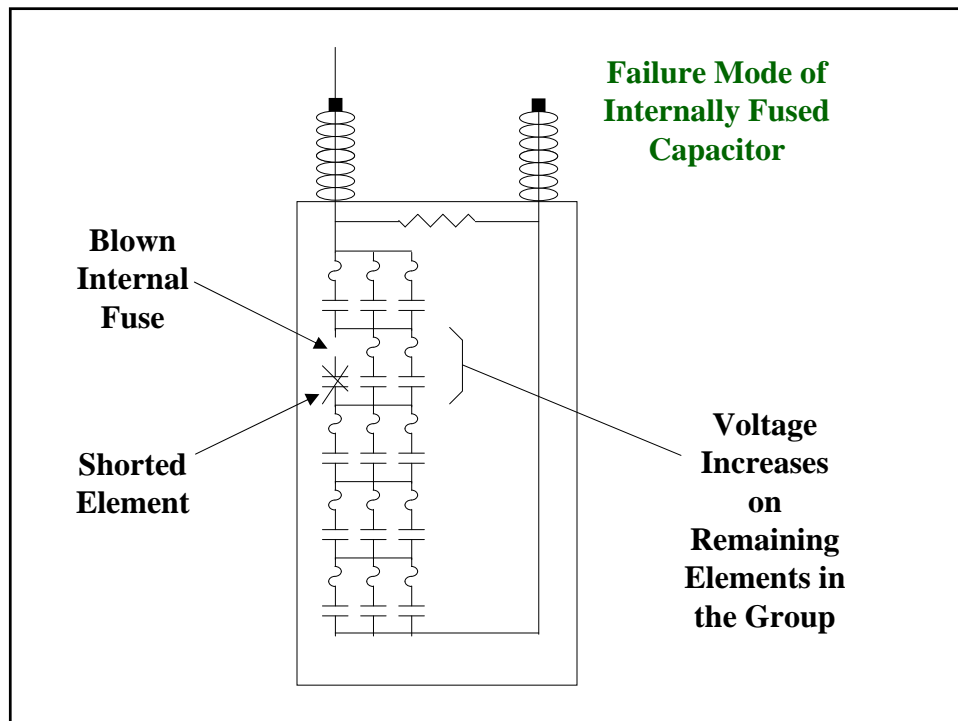 Failure Mode of
Internally Fused
Capacitor
Blown
Internal
Fuse
Shorted
Element
Voltage
Increases
on
Remaining
Elements in
the Group